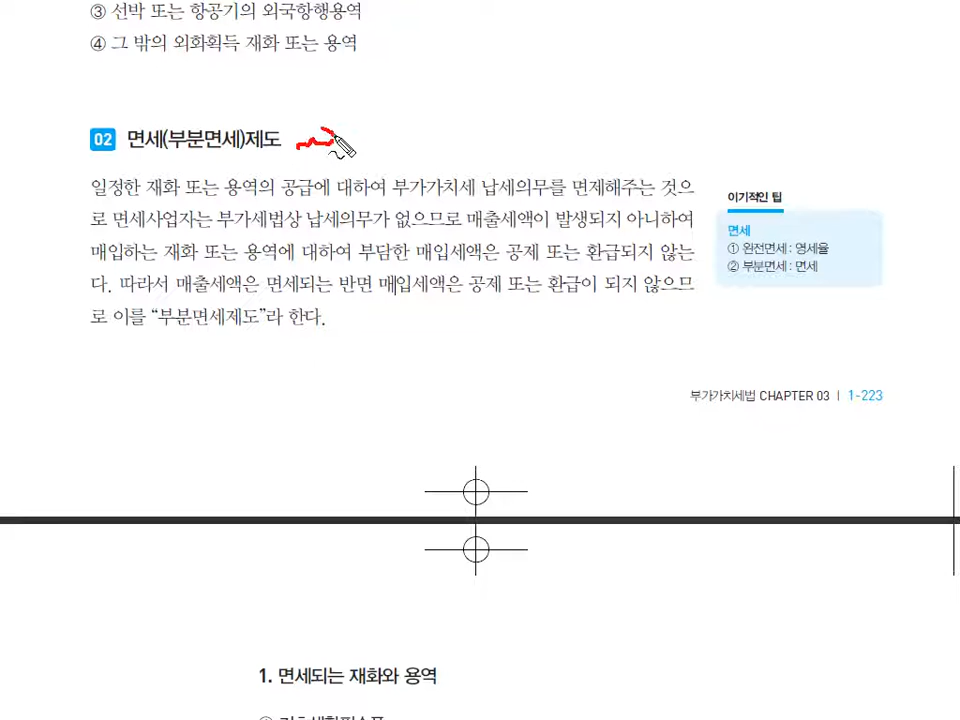 ③ 선박 또는 항공기의 외국항행용역
④ 그 밖의 외화획득 재화 또는 용역
02 면세(부분면세)제도
일정한 재화 또는 용역의 공급에 대하여 부가가치세 납세의무를 면제해주는 것으
로 면세사업자는 부가세법상 납세의무가 없으므로 매출세액이 발생되지 아니하여
매입하는 재화 또는 용역에 대하여 부담한 매입세액은 공제 또는 환급되지 않는
다. 따라서 매출세액은 면세되는 반면 매입세액은 공제 또는 환급이 되지 않으므
로 이를 “부분면세제도”라 한다.
이기적인 팁
면세
① 완전면세 : 영세율
② 부분면세 : 면세
부가가치세법 CHAPTER 03 | 1-223
1. 면세되는 재화와 용역